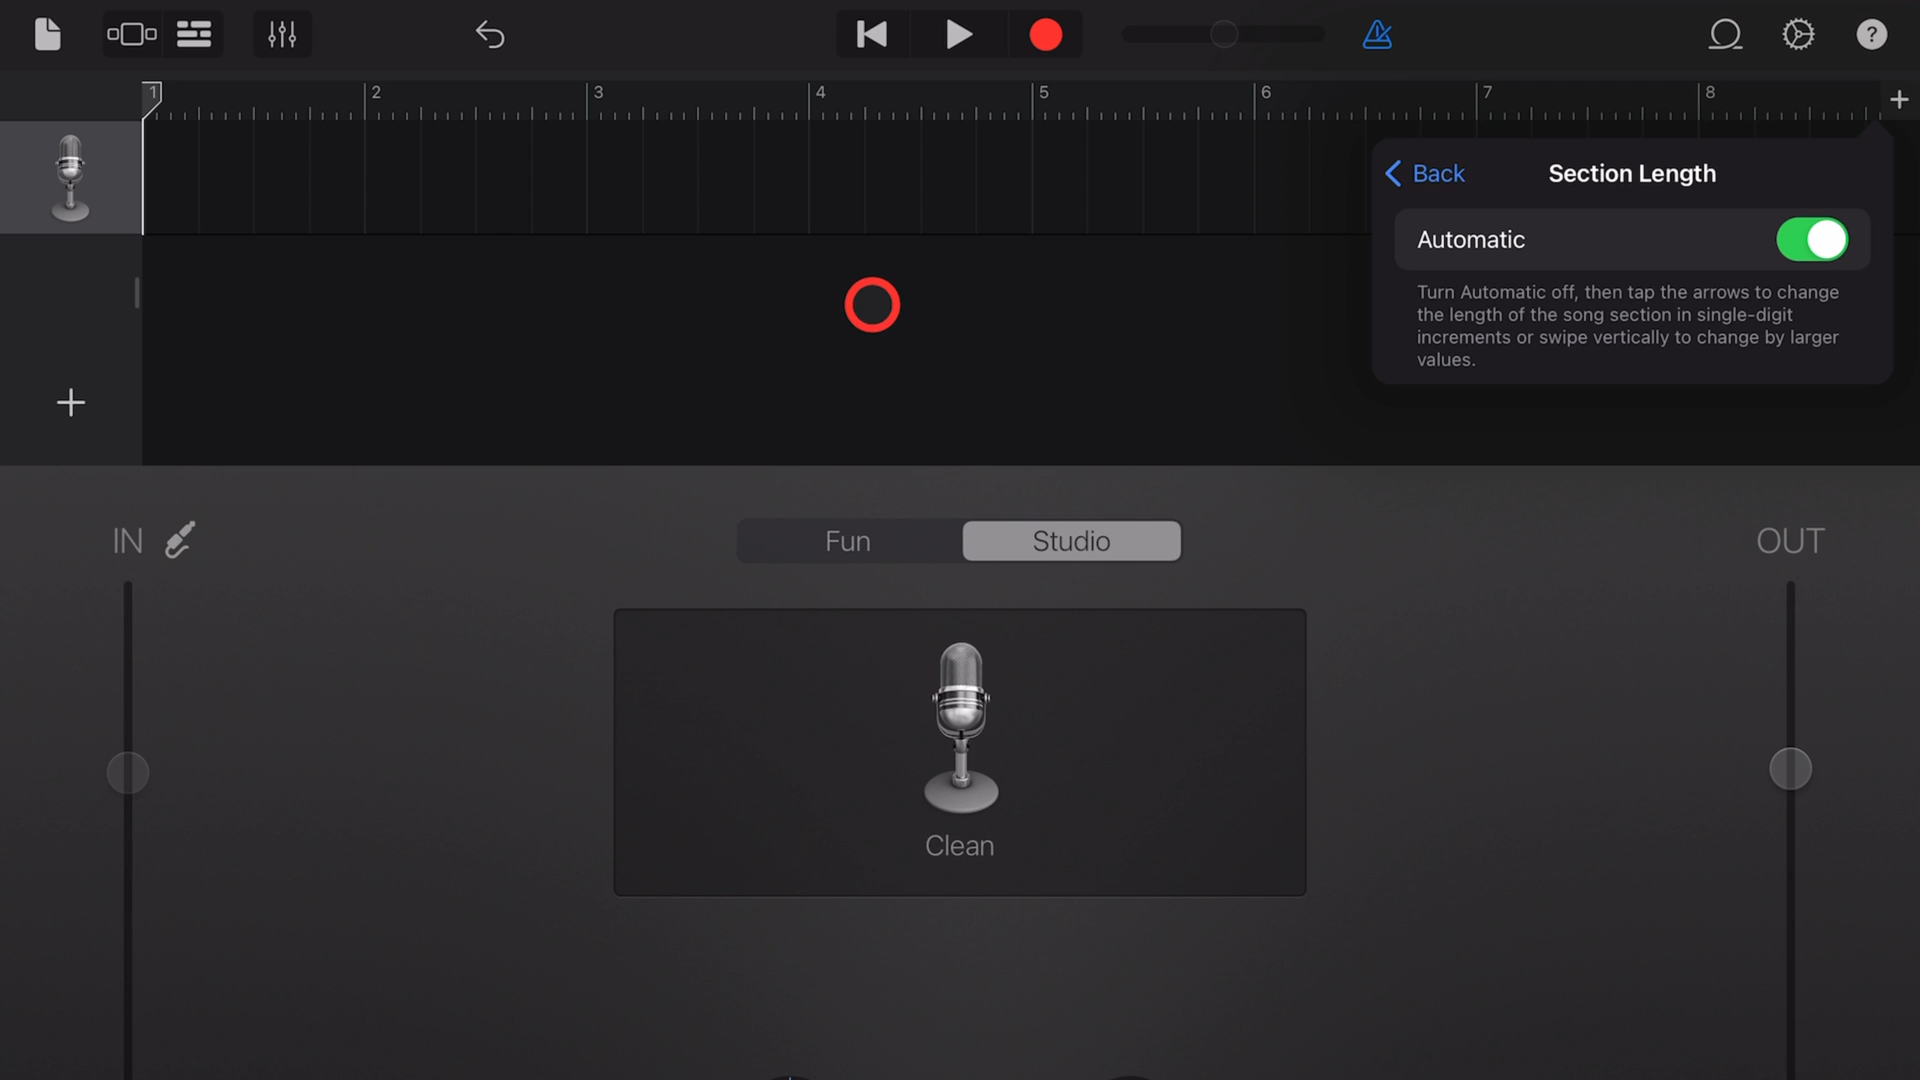 ?
1 2 3 4 5 6 7 8
Back
Section Length
Automatic
Turn Automatic off, then tap the arrows to change
the length of the song section in single-digit
increments or swipe vertically to change by larger
values.
IN
Fun
Studio
OUT
Clean